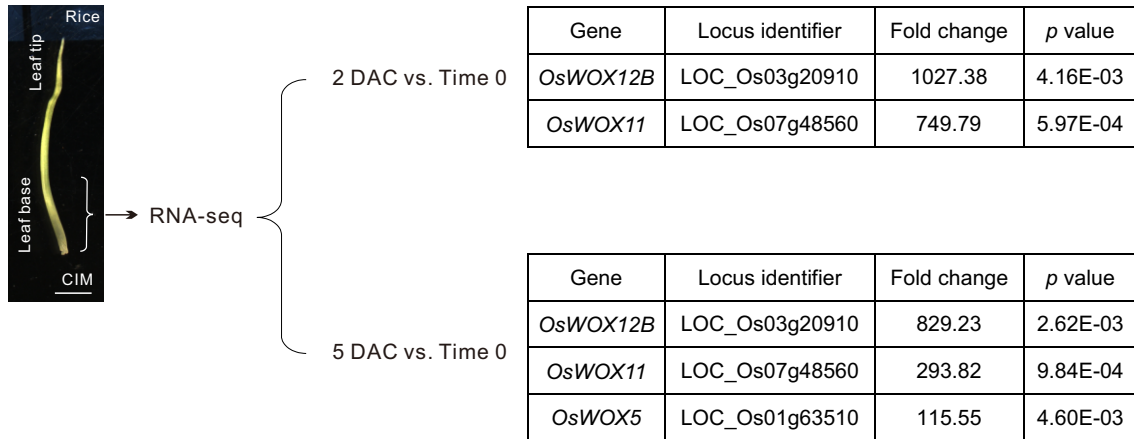 Rice
Leaf tip
Leaf base
CIM
RNA-seq
2 DAC vs. Time 0
Gene Locus identifier Fold change p value
OsWOX12B LOC_Os03g20910 1027.38 4.16E-03
OsWOX11 LOC_Os07g48560 749.79 5.97E-04
5 DAC vs. Time 0
Gene Locus identifier Fold change p value
OsWOX12B LOC_Os03g20910 829.23 2.62E-03
OsWOX11 LOC_Os07g48560 293.82 9.84E-04
OsWOX5 LOC_Os01g63510 115.55 4.60E-03